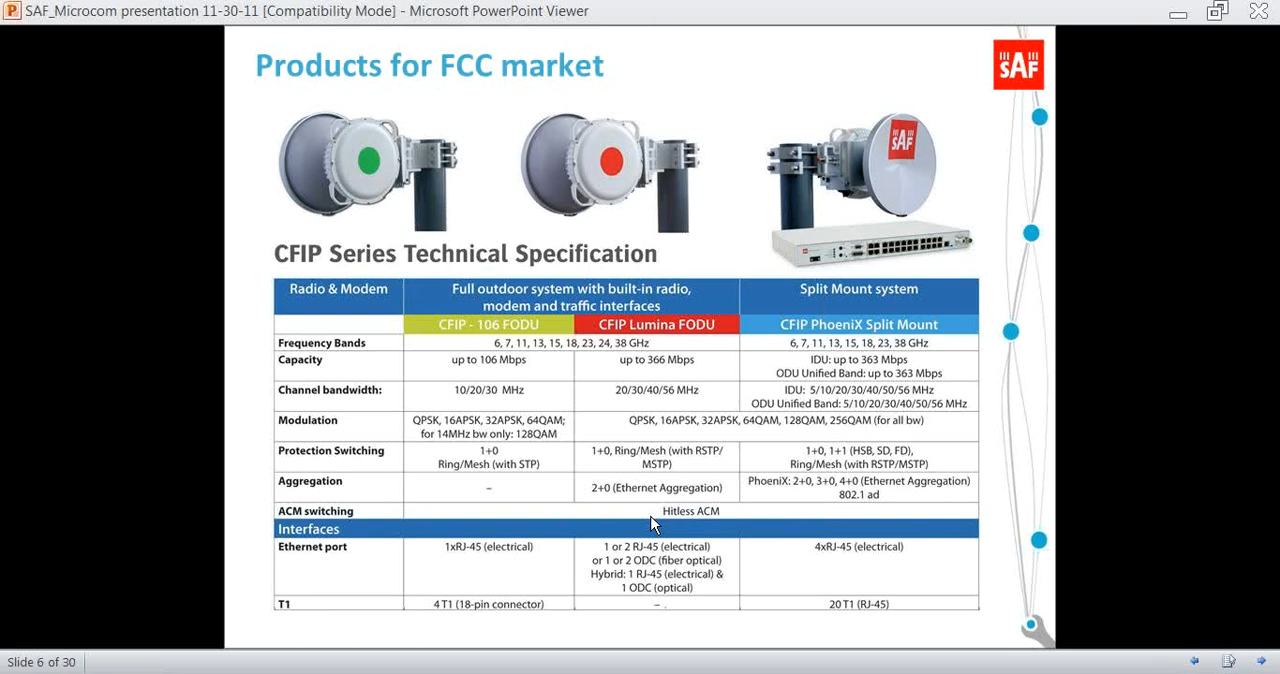 SAF_Microcom presentation 11-30-11 [Compatibility Mode] - Microsoft PowerPoint Viewer
Products for FCC market
SAF
SAF
CFIP Series Technical Specification
Radio & Modem
Full outdoor system with built-in radio,
modem and traffic interfaces
Split Mount system
CFIP - 106 FODU
CFIP Lumina FODU
CFIP PhoeniX Split Mount
Frequency Bands
6, 7, 11, 13, 15, 18, 23, 24, 38 GHz
6, 7, 11, 13, 15, 18, 23, 38 GHz
Capacity
up to 106 Mbps
up to 366 Mbps
IDU: up to 363 Mbps
ODU Unified Band: up to 363 Mbps
Channel bandwidth:
10/20/30 MHz
20/30/40/56 MHz
IDU: 5/10/20/30/40/50/56 MHz
ODU Unified Band: 5/10/20/30/40/50/56 MHz
Modulation
QPSK, 16APSK, 32APSK, 64QAM;
for 14MHz bw only: 128QAM
QPSK, 16APSK, 32APSK, 64QAM, 128QAM, 256QAM (for all bw)
Protection Switching
1+0
Ring/Mesh (with STP)
1+0, Ring/Mesh (with RSTP/
MSTP)
1+0, 1+1 (HSB, SD, FD),
Ring/Mesh (with RSTP/MSTP)
Aggregation
–
2+0 (Ethernet Aggregation)
PhoeniX: 2+0, 3+0, 4+0 (Ethernet Aggregation)
802.1 ad
ACM switching
Hitless ACM
Interfaces
Ethernet port
1xRJ-45 (electrical)
1 or 2 RJ-45 (electrical)
or 1 or 2 ODC (fiber optical)
Hybrid: 1 RJ-45 (electrical) &
1 ODC (optical)
4xRJ-45 (electrical)
T1
4 T1 (18-pin connector)
– .
20 T1 (RJ-45)
Slide 6 of 30